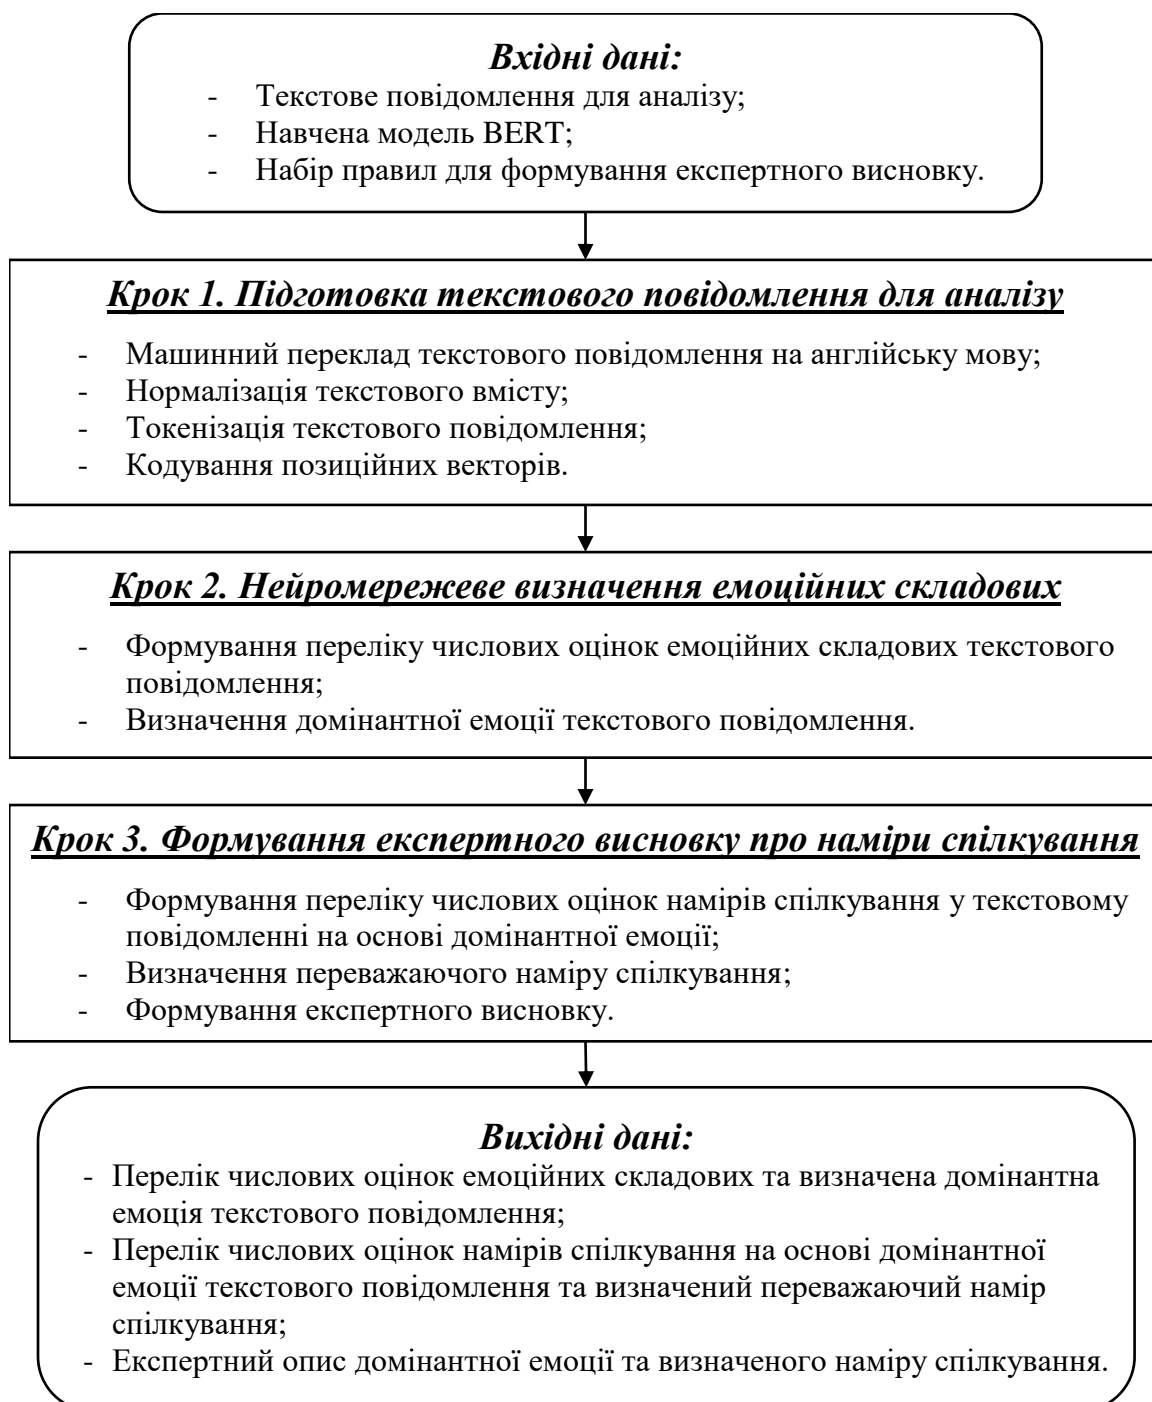 Вхідні дані:
- Текстове повідомлення для аналізу;
- Навчена модель BERT;
- Набір правил для формування експертного висновку.
Крок 1. Підготовка текстового повідомлення для аналізу
- Машинний переклад текстового повідомлення на англійську мову;
- Нормалізація текстового вмісту;
- Токенізація текстового повідомлення;
- Кодування позиційних векторів.
Крок 2. Нейромережеве визначення емоційних складових
- Формування переліку числових оцінок емоційних складових текстового
повідомлення;
- Визначення домінантної емоції текстового повідомлення.
Крок 3. Формування експертного висновку про наміри спілкування
- Формування переліку числових оцінок намірів спілкування у текстовому
повідомленні на основі домінантної емоції;
- Визначення переважаючого наміру спілкування;
- Формування експертного висновку.
Вихідні дані:
- Перелік числових оцінок емоційних складових та визначена домінантна
емоція текстового повідомлення;
- Перелік числових оцінок намірів спілкування на основі домінантної
емоції текстового повідомлення та визначений переважаючий намір
спілкування;
- Експертний опис домінантної емоції та визначеного наміру спілкування.